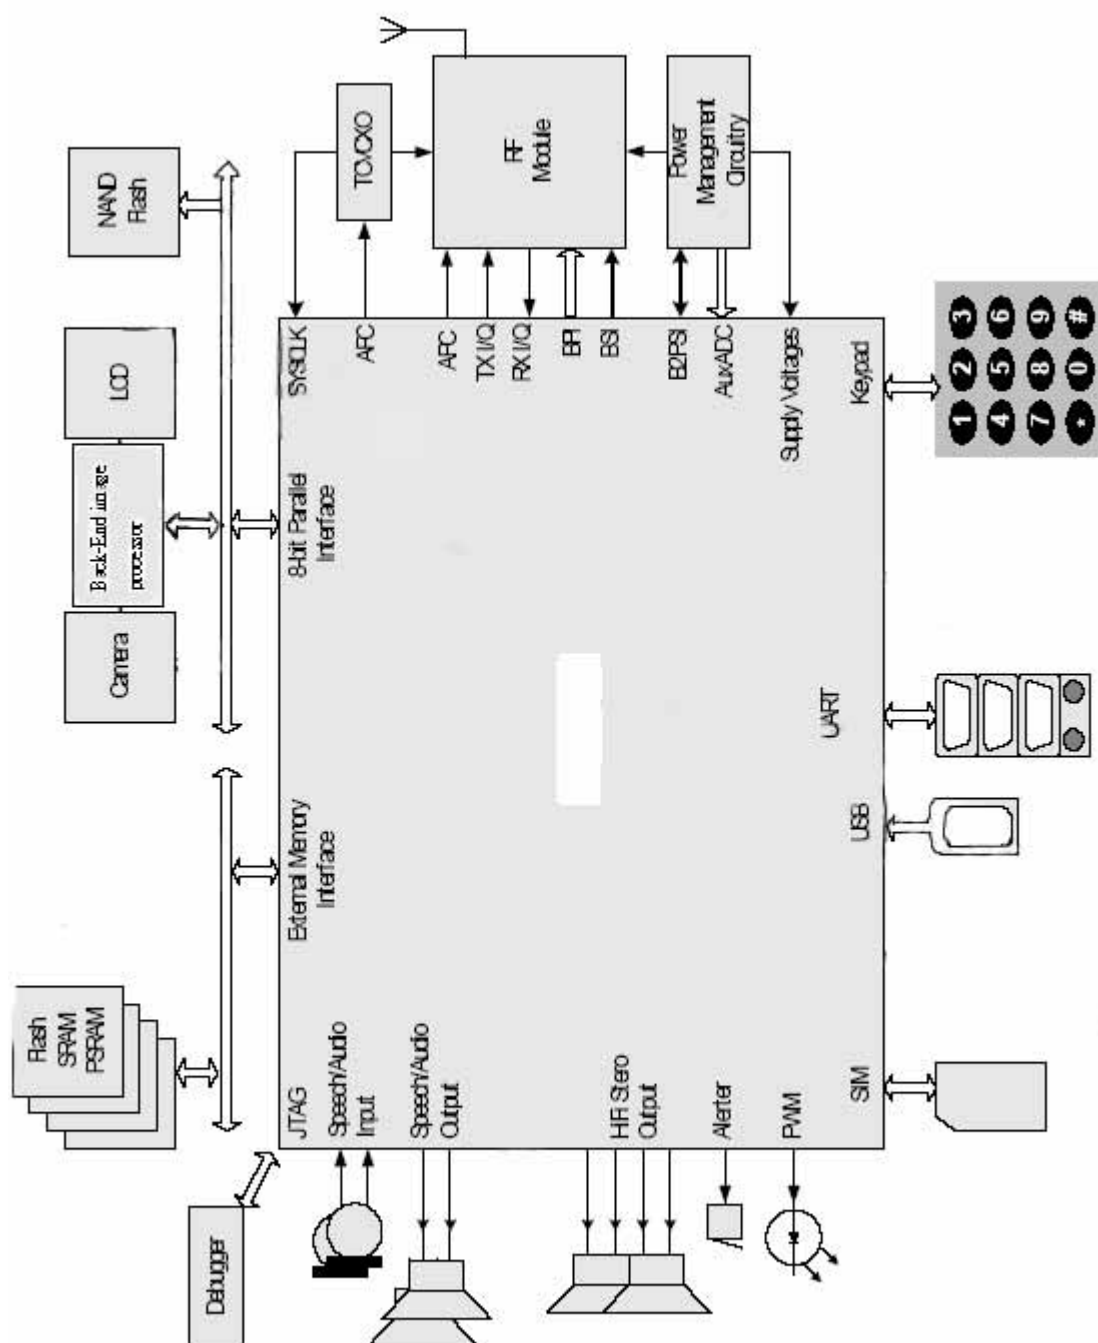 TCVCXO
RF
Module
Power
Management
Circuitry
NAND
Flash
LCD
Back-End image
processor
Camera
Flash
SRAM
PSRAM
Debugger
SYSCLK
AFC
AFC
TX I/Q
RX I/Q
BPI
BSI
B2PSI
AuxADC
Supply Voltages
Keypad
8-bit Parallel
Interface
External Memory
Interface
UART
USB
SIM
JTAG
Speech/Audio
Input
Speech/Audio
Output
HiFi Stero
Output
Alerter
PWM
1 2 3
4 5 6
7 8 9
* 0 #